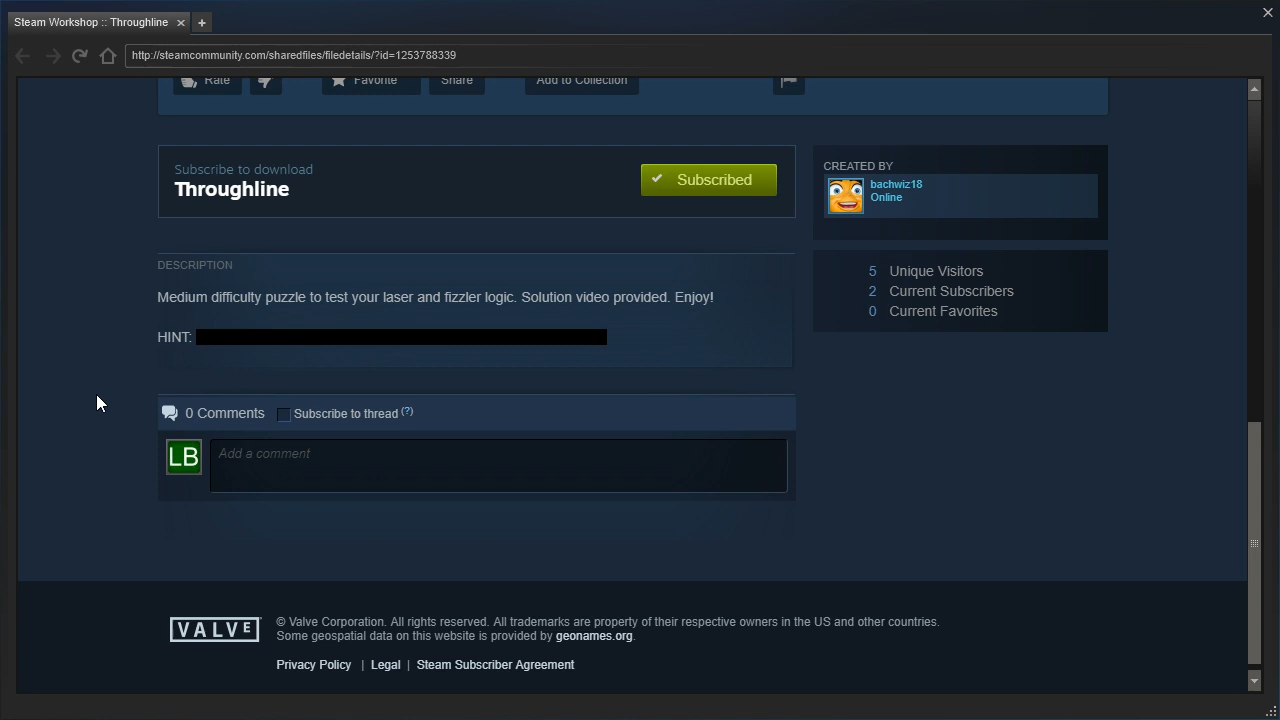 Steam Workshop :: Throughline
http://steamcommunity.com/sharedfiles/filedetails/?id=1253788339
Rate Favorite Share Add to Collection
Subscribe to download
Throughline
Subscribed
CREATED BY
bachwiz18
Online
5 Unique Visitors
2 Current Subscribers
0 Current Favorites
DESCRIPTION
Medium difficulty puzzle to test your laser and fizzler logic. Solution video provided. Enjoy!
HINT:
0 Comments Subscribe to thread (?)
LB
Add a comment
VALVE © Valve Corporation. All rights reserved. All trademarks are property of their respective owners in the US and other countries.
Some geospatial data on this website is provided by geonames.org.
Privacy Policy | Legal | Steam Subscriber Agreement